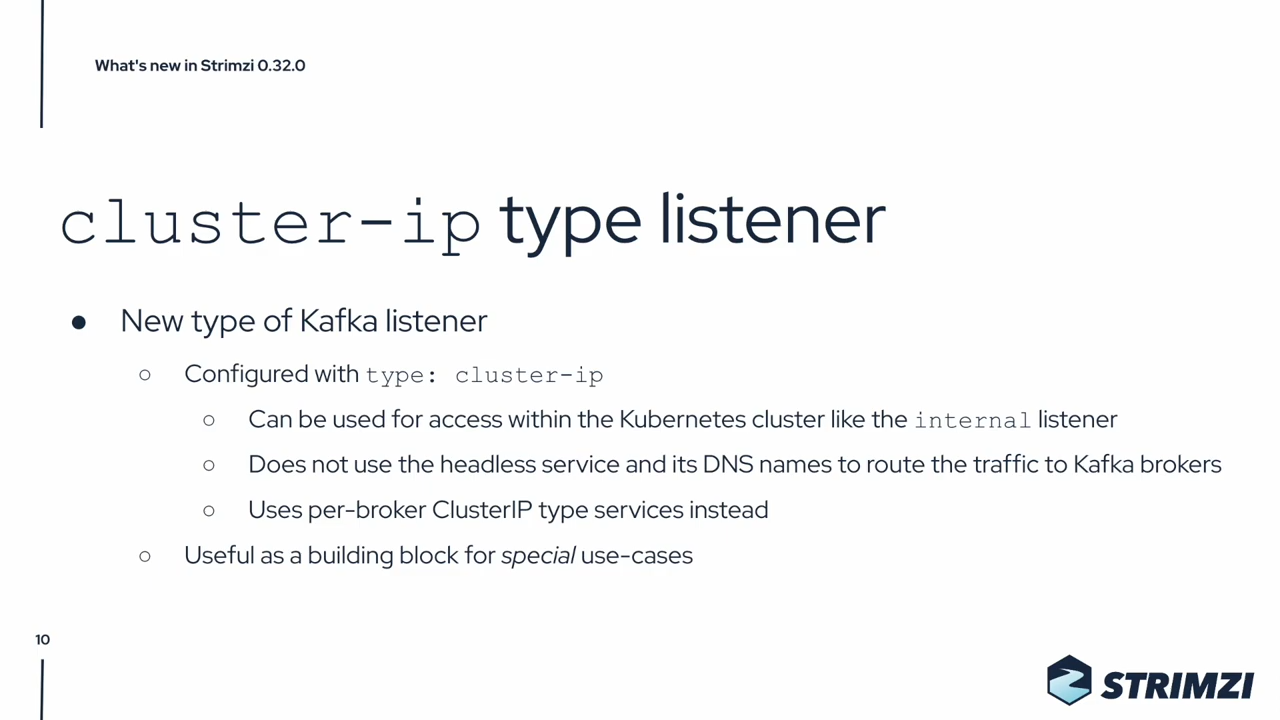 What's new in Strimzi 0.32.0
cluster-ip type listener
● New type of Kafka listener
○ Configured with type: cluster-ip
○ Can be used for access within the Kubernetes cluster like the internal listener
○ Does not use the headless service and its DNS names to route the traffic to Kafka brokers
○ Uses per-broker ClusterIP type services instead
○ Useful as a building block for special use-cases
10
STRIMZI